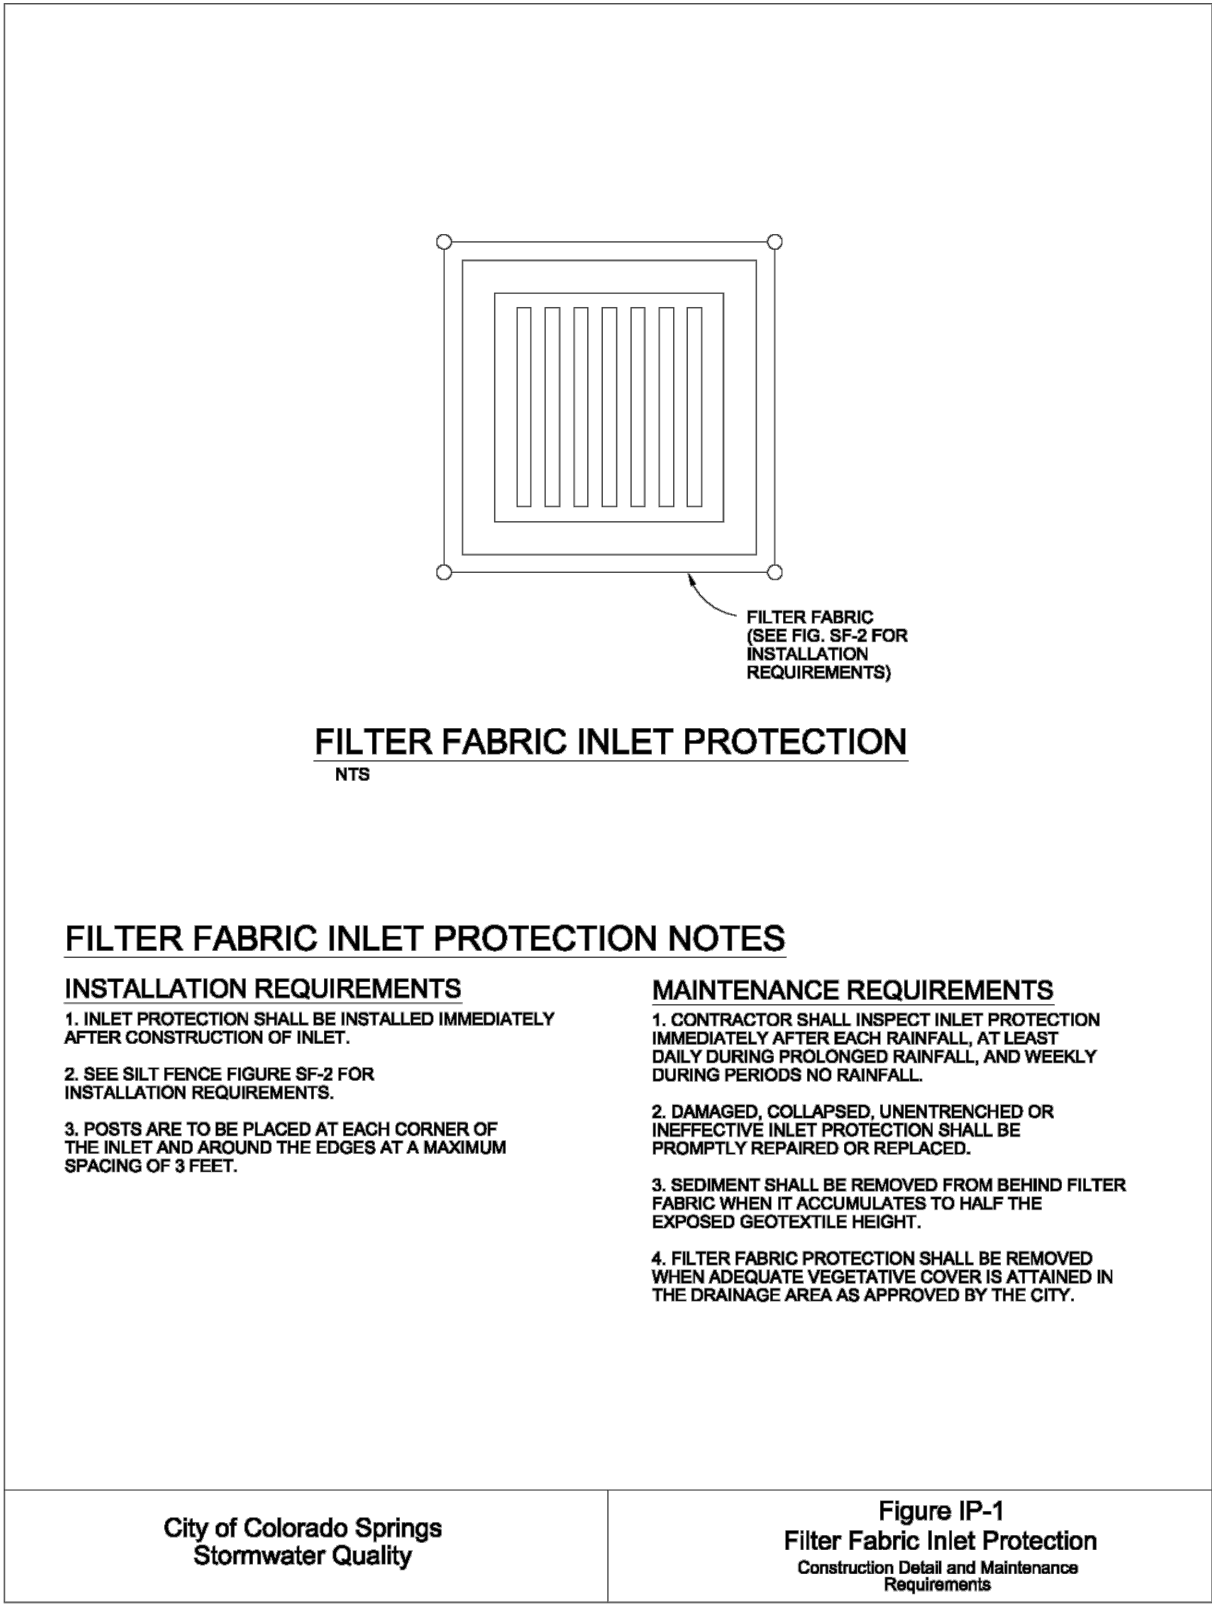 FILTER FABRIC
(SEE FIG. SF-2 FOR
INSTALLATION
REQUIREMENTS)
FILTER FABRIC INLET PROTECTION
NTS
FILTER FABRIC INLET PROTECTION NOTES
INSTALLATION REQUIREMENTS
1. INLET PROTECTION SHALL BE INSTALLED IMMEDIATELY
AFTER CONSTRUCTION OF INLET.
2. SEE SILT FENCE FIGURE SF-2 FOR
INSTALLATION REQUIREMENTS.
3. POSTS ARE TO BE PLACED AT EACH CORNER OF
THE INLET AND AROUND THE EDGES AT A MAXIMUM
SPACING OF 3 FEET.
MAINTENANCE REQUIREMENTS
1. CONTRACTOR SHALL INSPECT INLET PROTECTION
IMMEDIATELY AFTER EACH RAINFALL, AT LEAST
DAILY DURING PROLONGED RAINFALL, AND WEEKLY
DURING PERIODS NO RAINFALL.
2. DAMAGED, COLLAPSED, UNENTRENCHED OR
INEFFECTIVE INLET PROTECTION SHALL BE
PROMPTLY REPAIRED OR REPLACED.
3. SEDIMENT SHALL BE REMOVED FROM BEHIND FILTER
FABRIC WHEN IT ACCUMULATES TO HALF THE
EXPOSED GEOTEXTILE HEIGHT.
4. FILTER FABRIC PROTECTION SHALL BE REMOVED
WHEN ADEQUATE VEGETATIVE COVER IS ATTAINED IN
THE DRAINAGE AREA AS APPROVED BY THE CITY.
City of Colorado Springs
Stormwater Quality
Figure IP-1
Filter Fabric Inlet Protection
Construction Detail and Maintenance
Requirements